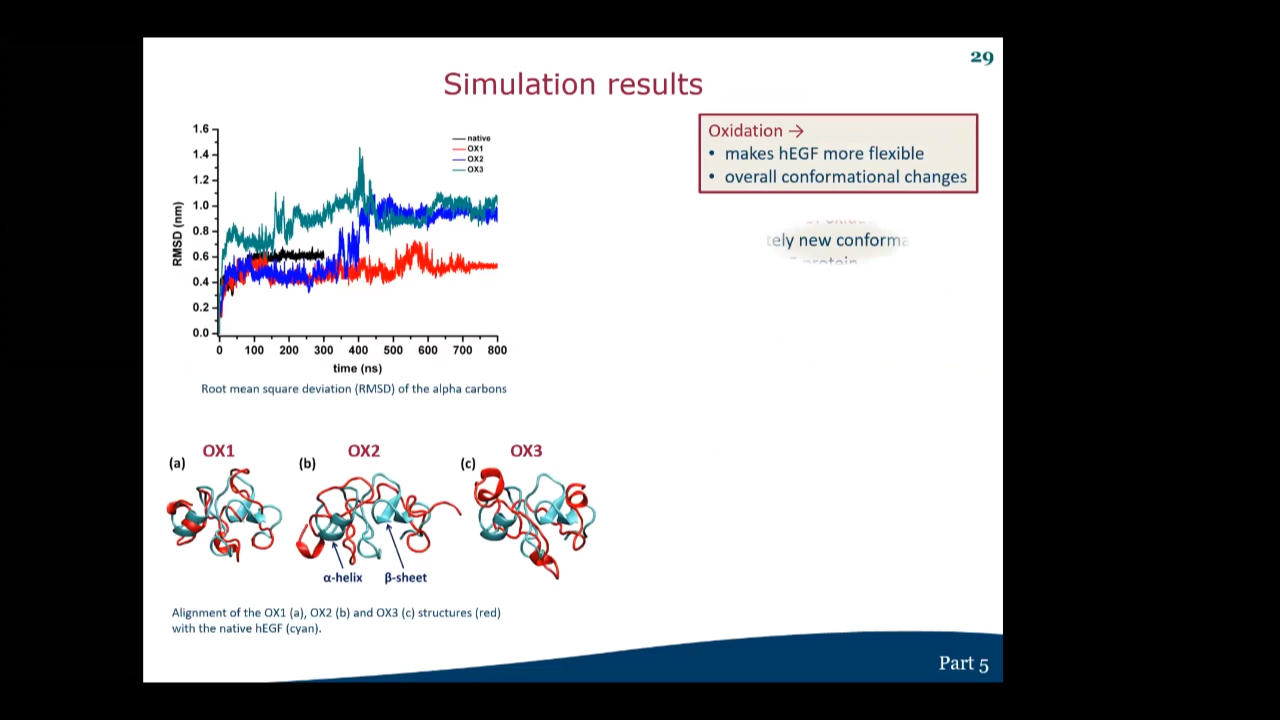 29
Simulation results
Oxidation →
• makes hEGF more flexible
• overall conformational changes
new
1.6
1.4
1.2
1.0
0.8
0.6
0.4
0.2
0.0
RMSD (nm)
native
OX1
OX2
OX3
0 100 200 300 400 500 600 700 800
time (ns)
Root mean square deviation (RMSD) of the alpha carbons
OX1 OX2 OX3
(a) (b) (c)
α-helix β-sheet
Alignment of the OX1 (a), OX2 (b) and OX3 (c) structures (red)
with the native hEGF (cyan).
Part 5